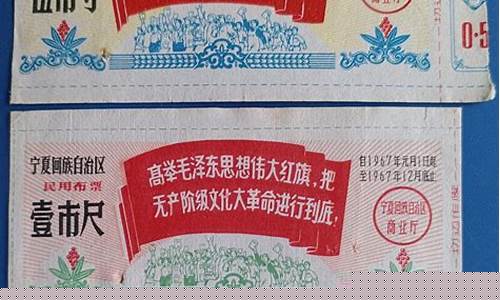 0.5
宁夏回族自治区
民用布票
壹市尺
高举毛泽东思想伟大红旗，把
无产阶级文化大革命进行到底！
自1967年元月1日起
至1967年12月底止
宁夏回族自治区
商业厅